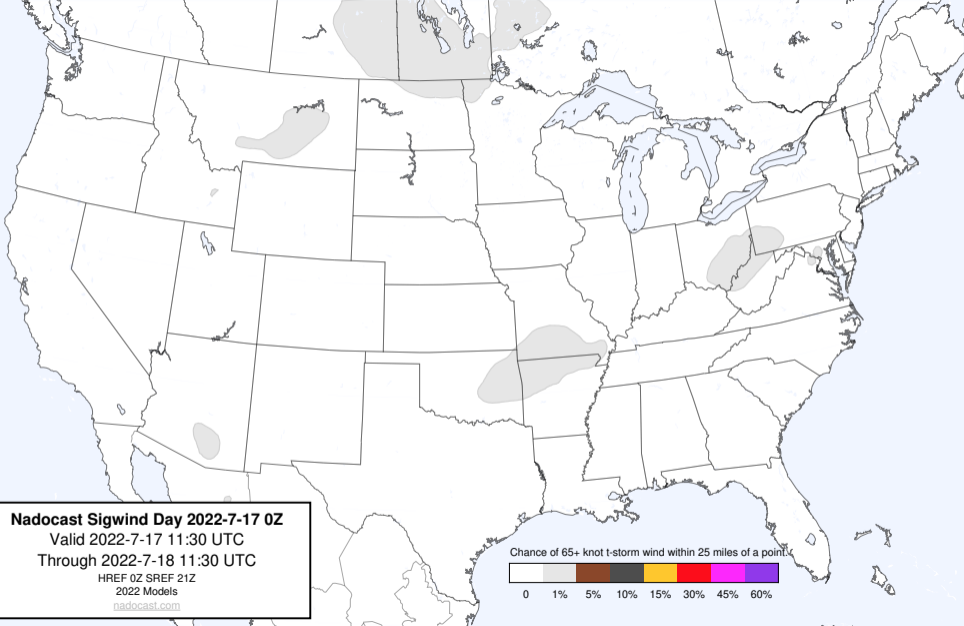 Nadocast Sigwind Day 2022-7-17 0Z
Valid 2022-7-17 11:30 UTC
Through 2022-7-18 11:30 UTC
HREF 0Z SREF 21Z
2022 Models
nadocast.com
Chance of 65+ knot t-storm wind within 25 miles of a point.
0 1% 5% 10% 15% 30% 45% 60%